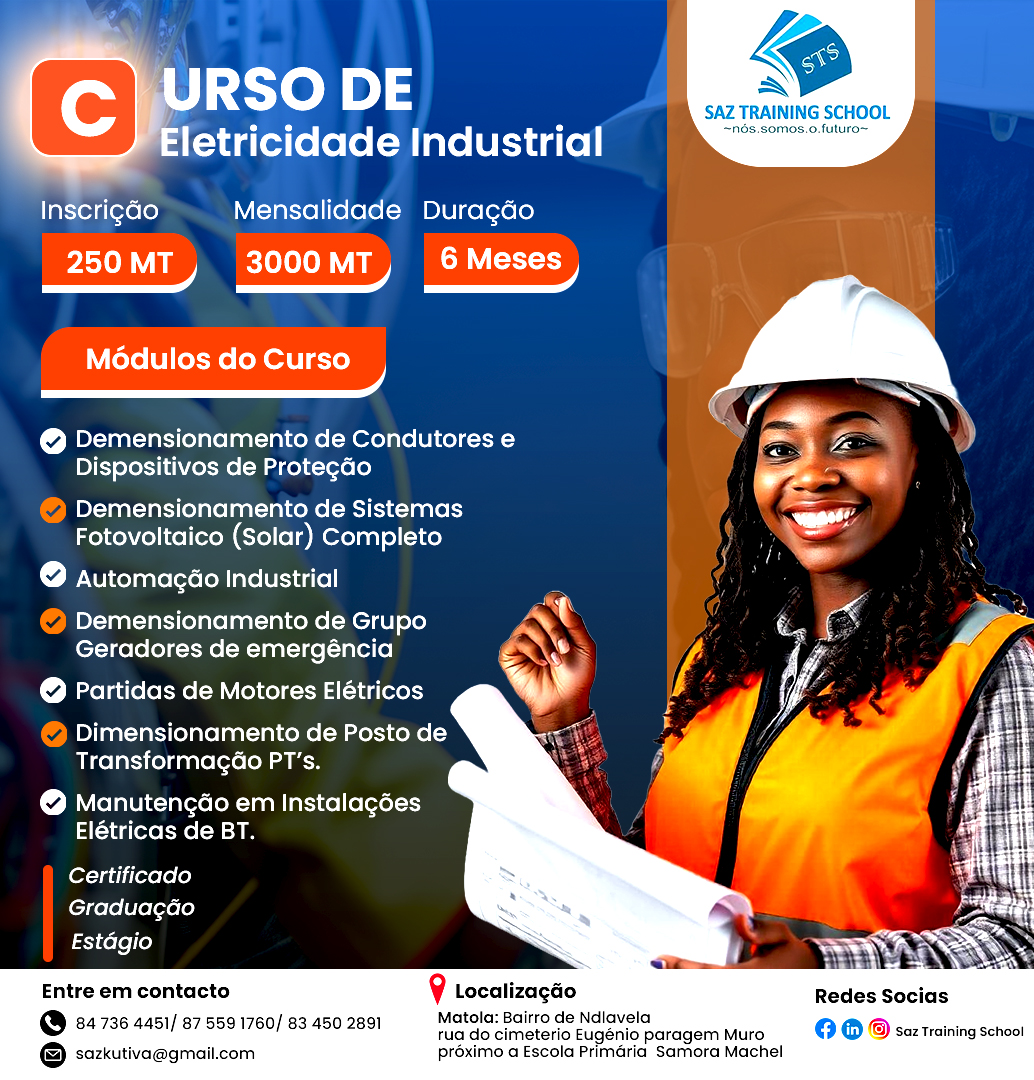 CURSO DE
Eletricidade Industrial
STS
SAZ TRAINING SCHOOL
~nós.somos.o.futuro~
Inscrição
250 MT
Mensalidade
3000 MT
Duração
6 Meses
Módulos do Curso
Demensionamento de Condutores e
Dispositivos de Proteção
Demensionamento de Sistemas
Fotovoltaico (Solar) Completo
Automação Industrial
Demensionamento de Grupo
Geradores de emergência
Partidas de Motores Elétricos
Dimensionamento de Posto de
Transformação PT’s.
Manutenção em Instalações
Elétricas de BT.
Certificado
Graduação
Estágio
Entre em contacto
84 736 4451/ 87 559 1760/ 83 450 2891
sazkutiva@gmail.com
Localização
Matola: Bairro de Ndlavela
rua do cimeterio Eugénio paragem Muro
próximo a Escola Primária Samora Machel
Redes Socias
Saz Training School